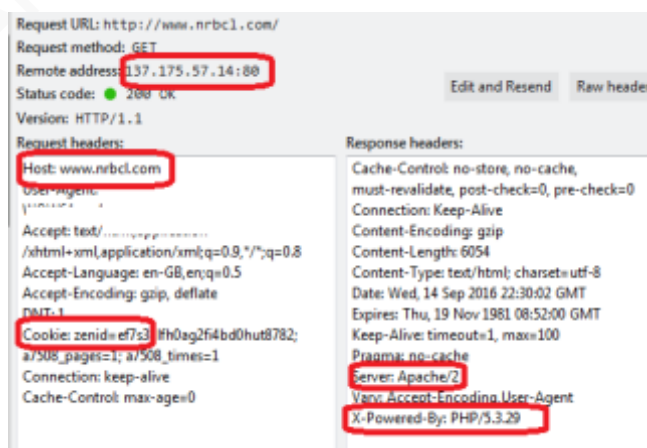 Request URL: http://www.nrbcl.com/
Request method: GET
Remote address: 137.175.57.14:80
Status code: 200 OK
Edit and Resend Raw header
Version: HTTP/1.1
Request headers:
Host: www.nrbcl.com
User-Agent:
Accept: text/
/xhtml+xml,application/xml;q=0.9,*/*;q=0.8
Accept-Language: en-GB,en;q=0.5
Accept-Encoding: gzip, deflate
DNT: 1
Cookie: zenid=ef7s3 lfh0ag2fi4bd0hut8782;
a7508_pages=1; a7508_times=1
Connection: keep-alive
Cache-Control: max-age=0
Response headers:
Cache-Control: no-store, no-cache,
must-revalidate, post-check=0, pre-check=0
Connection: Keep-Alive
Content-Encoding: gzip
Content-Length: 6054
Content-Type: text/html; charset=utf-8
Date: Wed, 14 Sep 2016 22:30:02 GMT
Expires: Thu, 19 Nov 1981 08:52:00 GMT
Keep-Alive: timeout=1, max=100
Pragma: no-cache
Server: Apache/2
Vary: Accept-Encoding,User-Agent
X-Powered-By: PHP/5.3.29